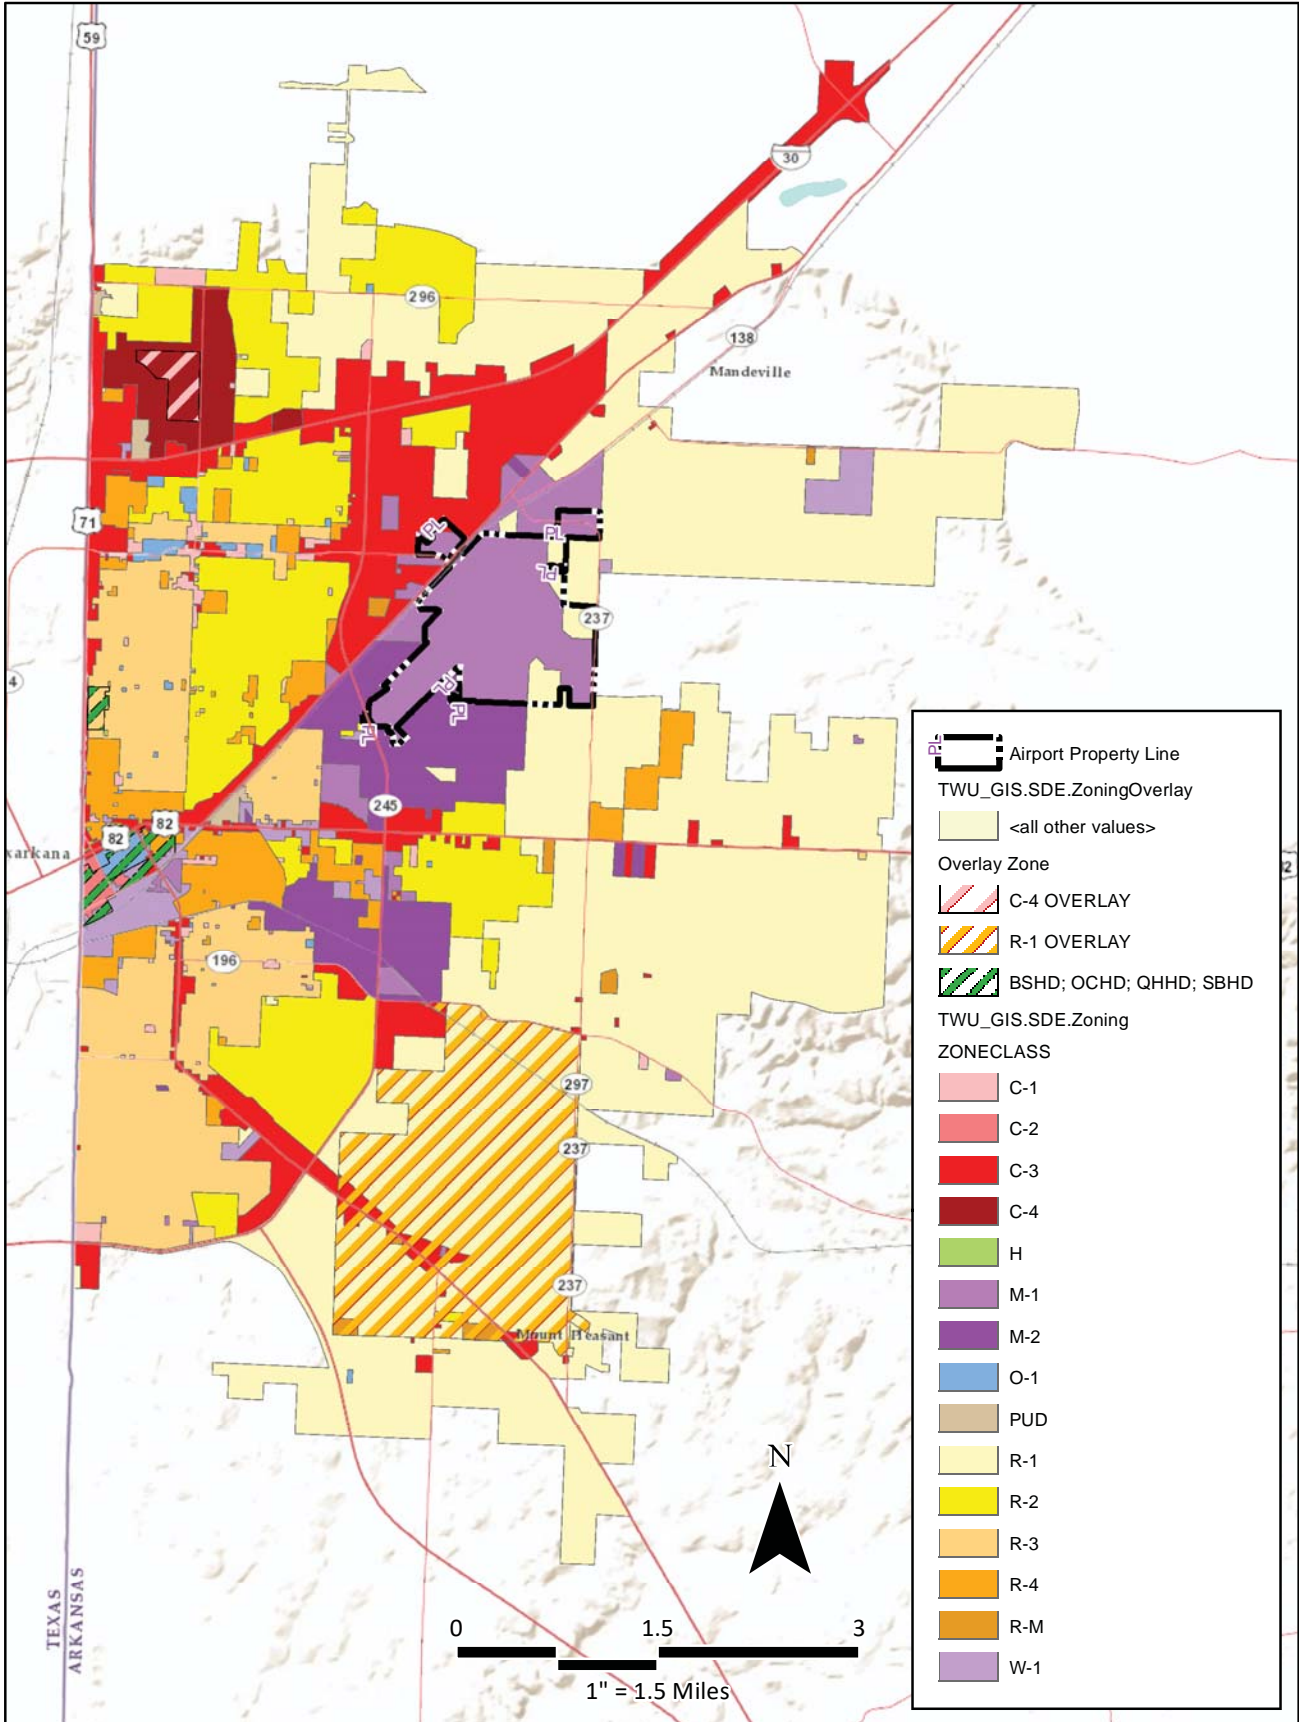 59
30
296
138
Mandeville
71
PL
PL
PL
237
4
PL
PL
PL
245
82
82
xarkana
2
196
297
237
237
Mount Pleasant
TEXAS
ARKANSAS
N
0 1.5 3
1" = 1.5 Miles
PL
Airport Property Line
TWU_GIS.SDE.ZoningOverlay
<all other values>
Overlay Zone
C-4 OVERLAY
R-1 OVERLAY
BSHD; OCHD; QHHD; SBHD
TWU_GIS.SDE.Zoning
ZONECLASS
C-1
C-2
C-3
C-4
H
M-1
M-2
O-1
PUD
R-1
R-2
R-3
R-4
R-M
W-1